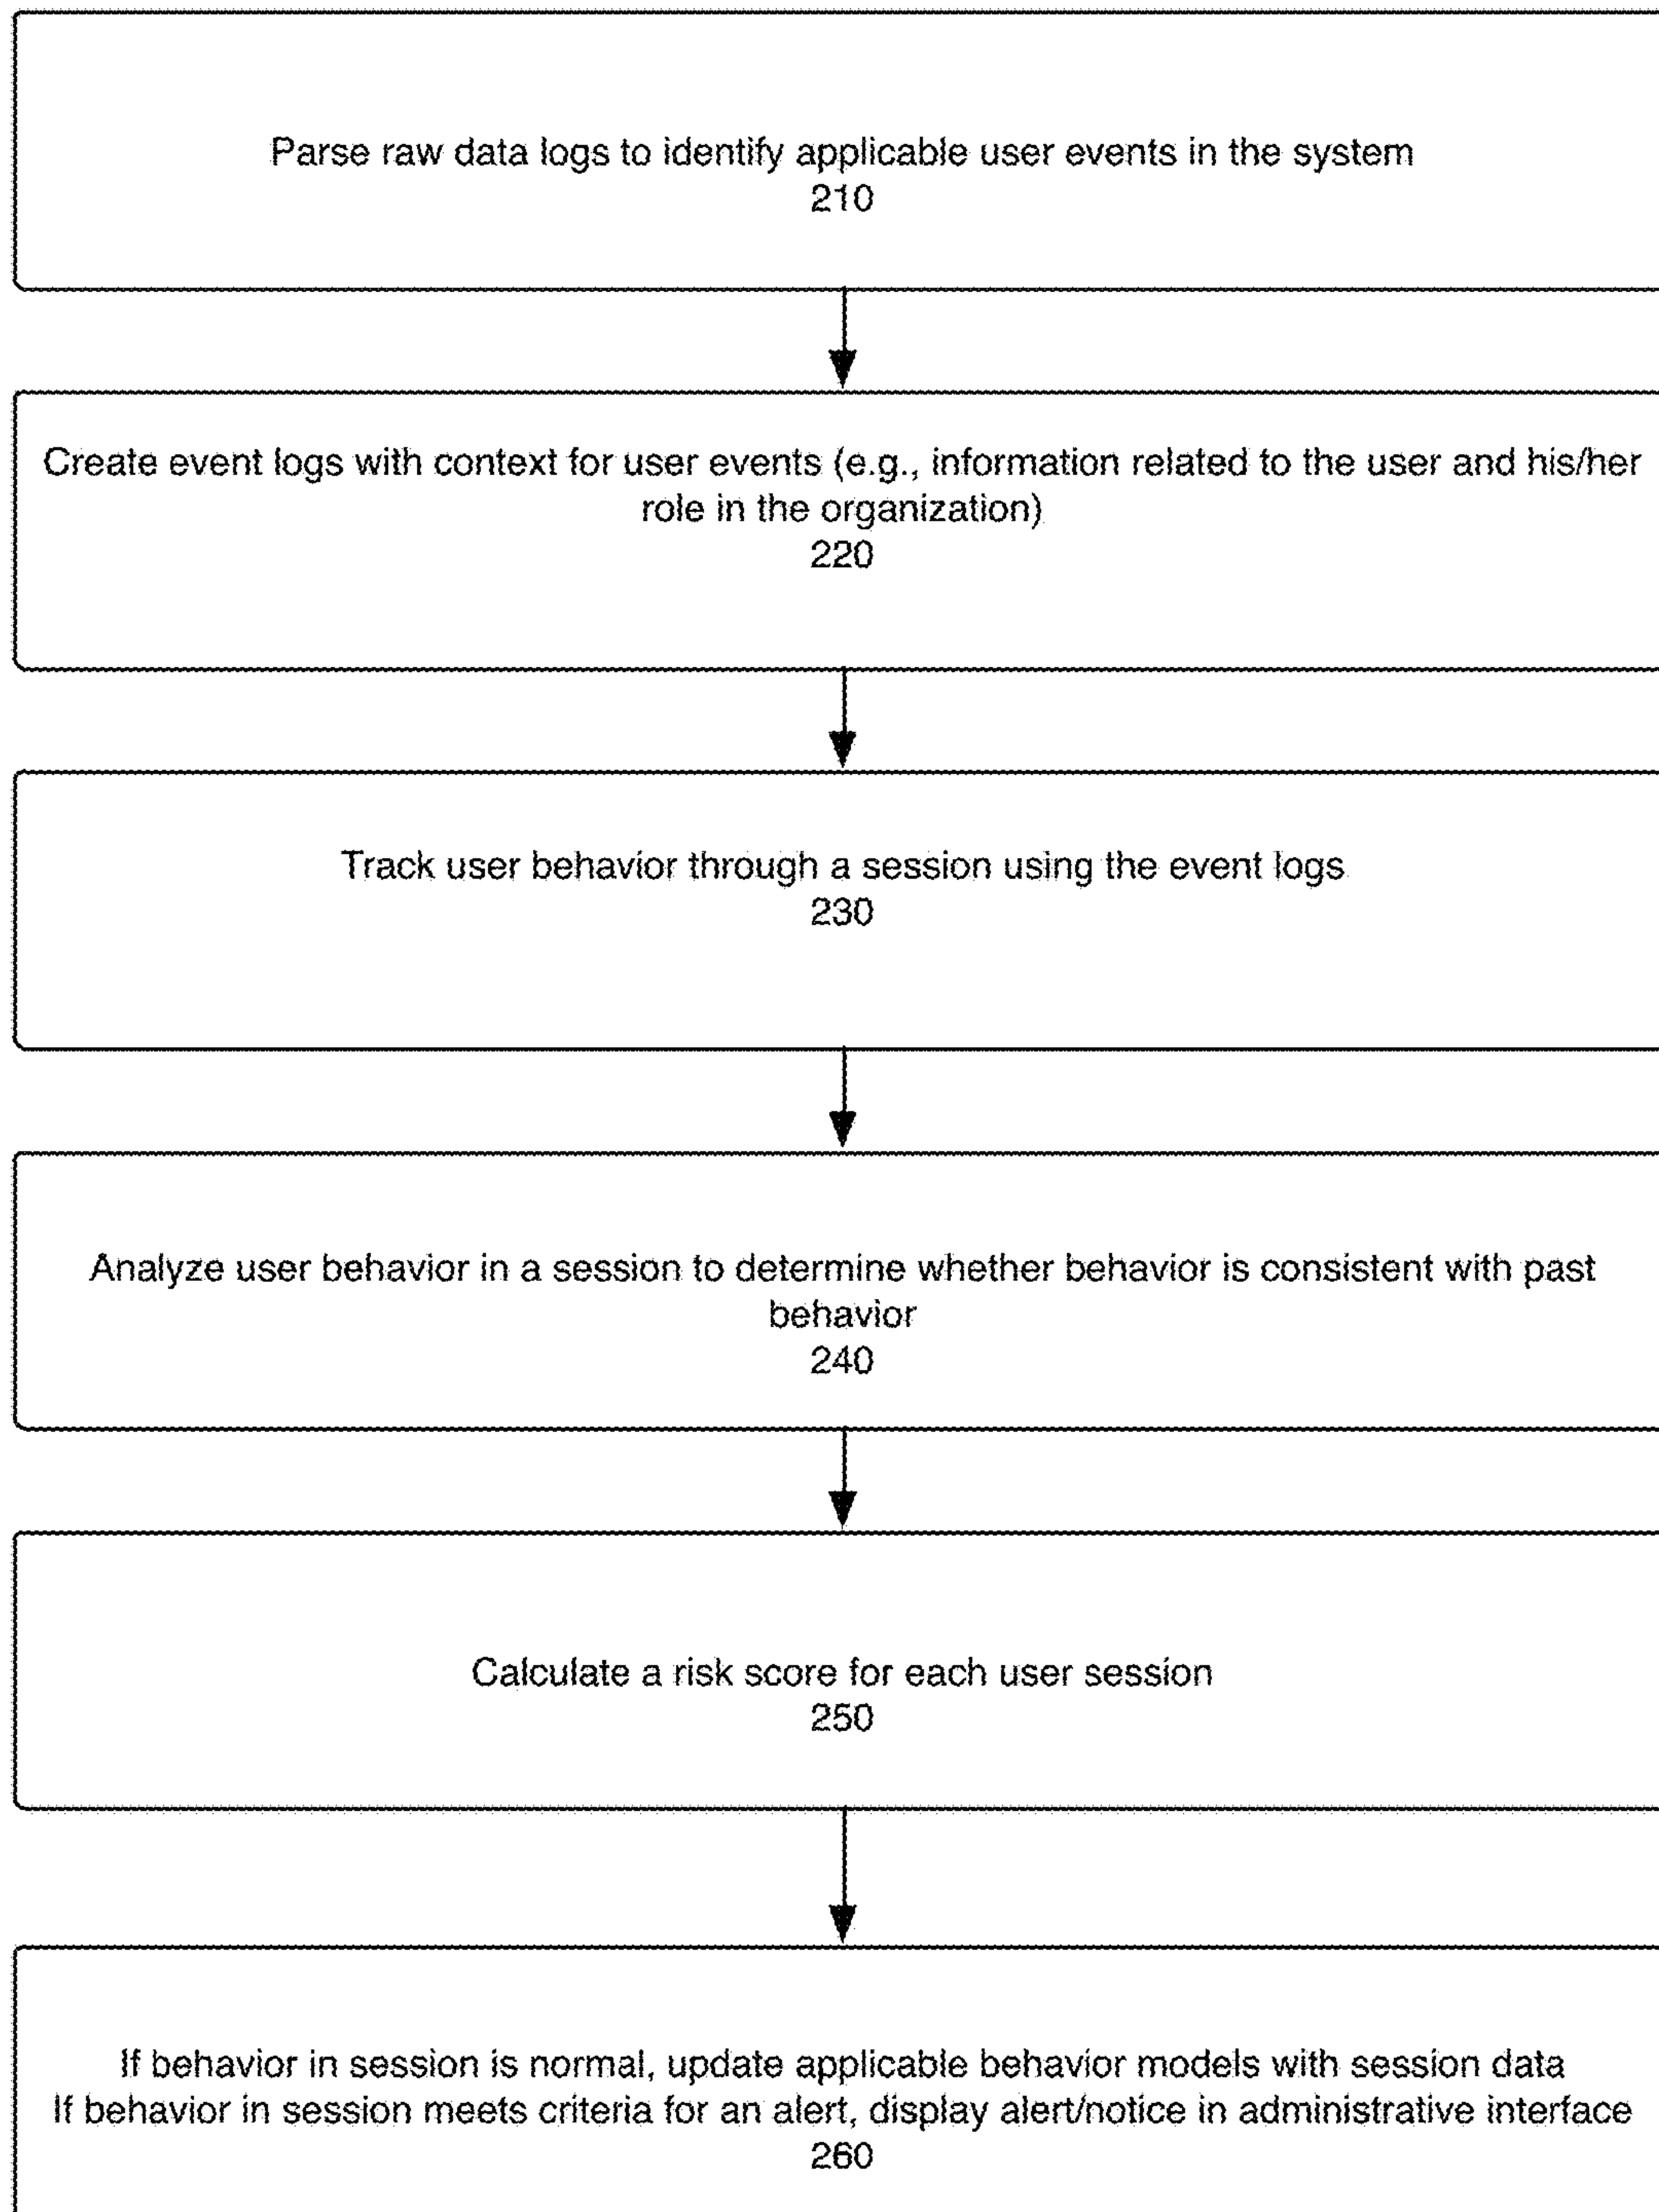 Parse raw data logs to identify applicable user events in the system
210
Create event logs with context for user events (e.g., information related to the user and his/her
role in the organization)
220
Track user behavior through a session using the event logs
230
Analyze user behavior in a session to determine whether behavior is consistent with past
behavior
240
Calculate a risk score for each user session
250
If behavior in session is normal, update applicable behavior models with session data
If behavior in session meets criteria for an alert, display alert/notice in administrative interface
260